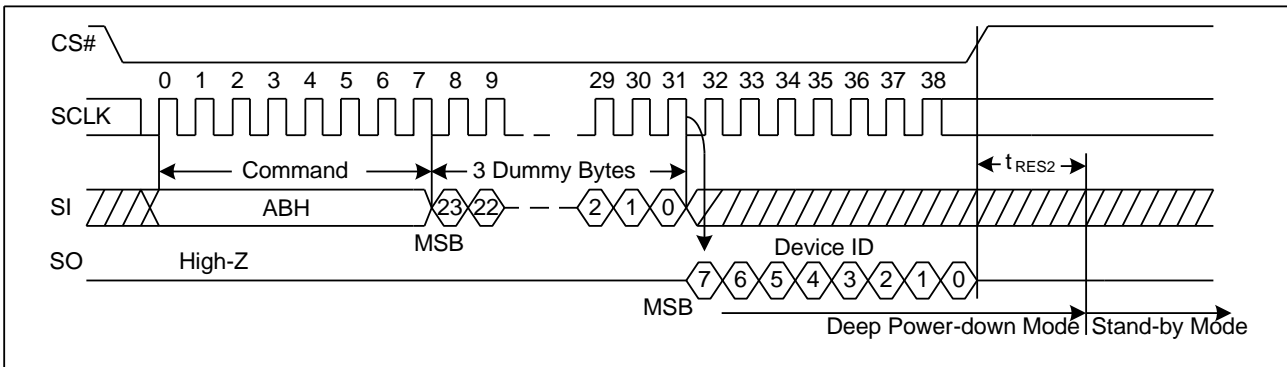 CS#
0 1 2 3 4 5 6 7 8 9 29 30 31 32 33 34 35 36 37 38
SCLK
Command 3 Dummy Bytes tRES2
SI ABH 23 22 2 1 0
MSB Device ID
SO High-Z
7 6 5 4 3 2 1 0
MSB
Deep Power-down Mode Stand-by Mode